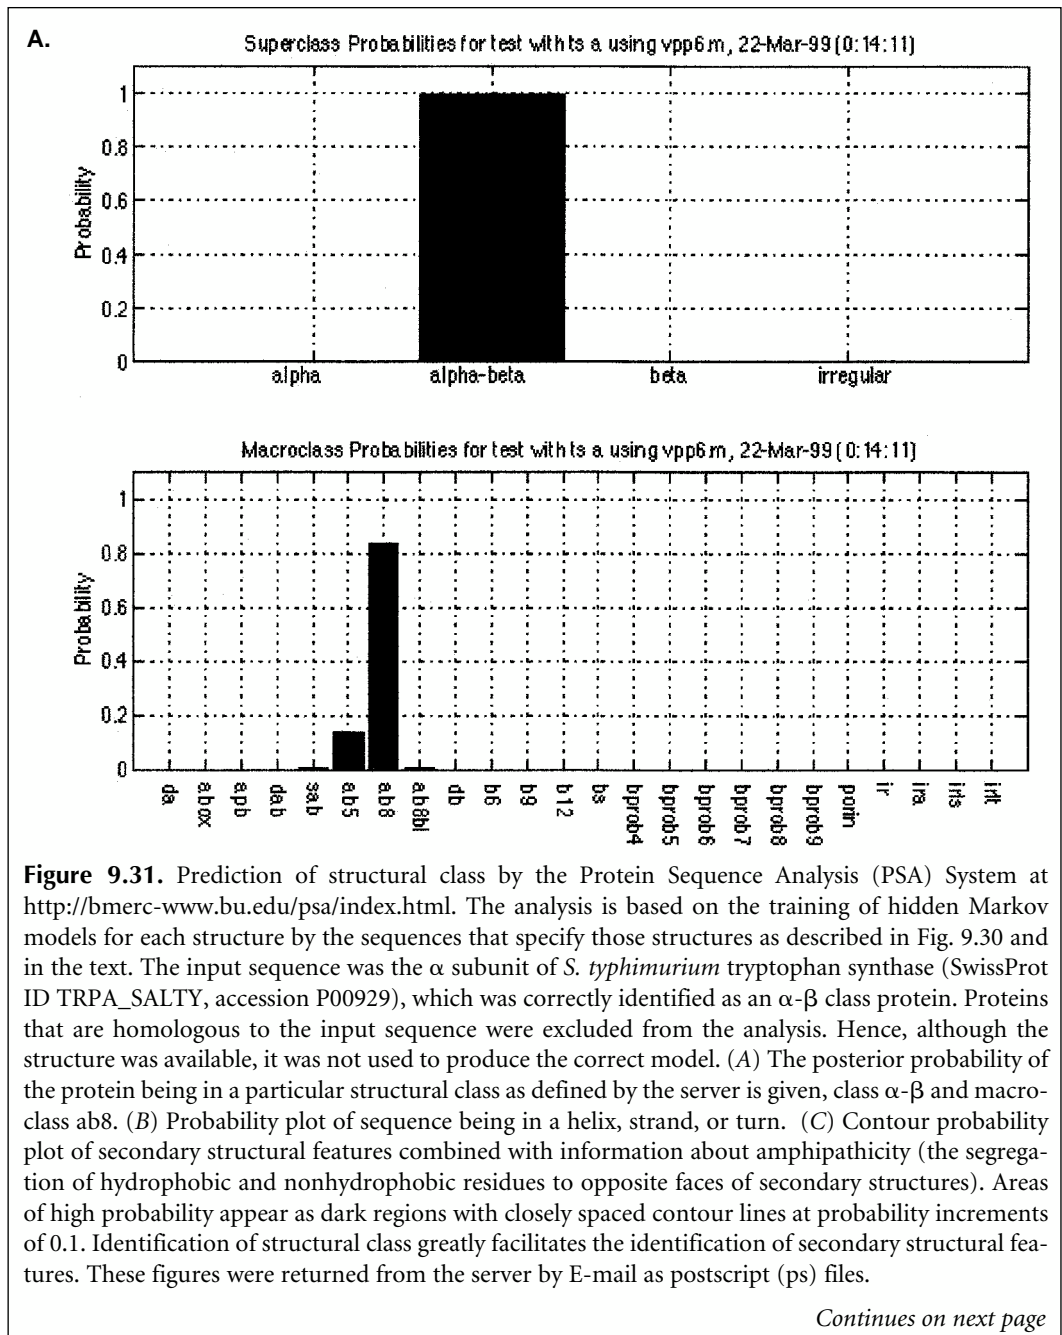 A.
Superclass Probabilities for test with ts a using vpp6m, 22-Mar-99 (0:14:11)
1
0.8
0.6
0.4
0.2
0
Probability
alpha alpha-beta beta irregular
Macroclass Probabilities for test with ts a using vpp6m, 22-Mar-99 (0:14:11)
1
0.8
0.6
0.4
0.2
0
Probability
da abox apb dab sab ab5 ab8 ab8bl db b6 b9 b12 bs bprob4 bprob5 bprob6 bprob7 bprob8 bprob9 porin ir ira irls irlt
Figure 9.31. Prediction of structural class by the Protein Sequence Analysis (PSA) System at
http://bmerc-www.bu.edu/psa/index.html. The analysis is based on the training of hidden Markov
models for each structure by the sequences that specify those structures as described in Fig. 9.30 and
in the text. The input sequence was the α subunit of S. typhimurium tryptophan synthase (SwissProt
ID TRPA_SALTY, accession P00929), which was correctly identified as an α-β class protein. Proteins
that are homologous to the input sequence were excluded from the analysis. Hence, although the
structure was available, it was not used to produce the correct model. (A) The posterior probability of
the protein being in a particular structural class as defined by the server is given, class α-β and macro-
class ab8. (B) Probability plot of sequence being in a helix, strand, or turn. (C) Contour probability
plot of secondary structural features combined with information about amphipathicity (the segrega-
tion of hydrophobic and nonhydrophobic residues to opposite faces of secondary structures). Areas
of high probability appear as dark regions with closely spaced contour lines at probability increments
of 0.1. Identification of structural class greatly facilitates the identification of secondary structural fea-
tures. These figures were returned from the server by E-mail as postscript (ps) files.
Continues on next page